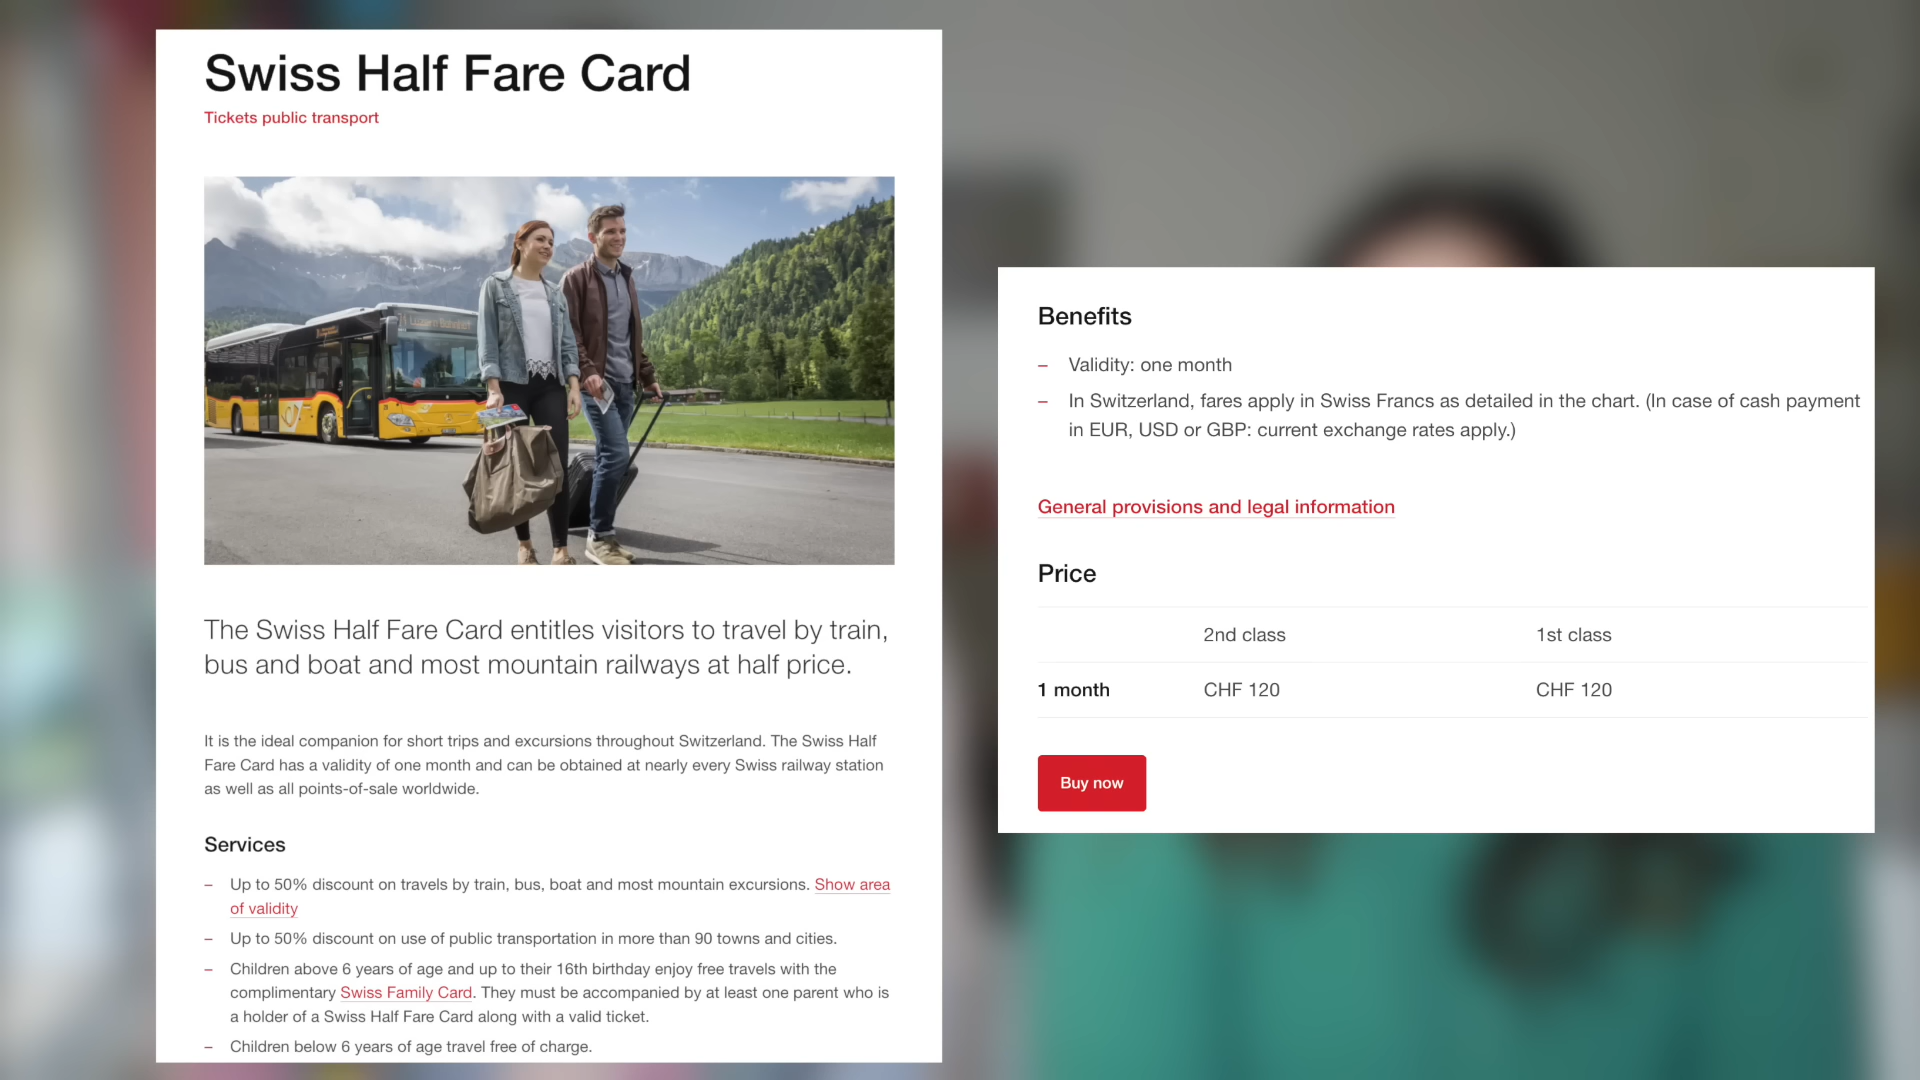 Swiss Half Fare Card
Tickets public transport
The Swiss Half Fare Card entitles visitors to travel by train,
bus and boat and most mountain railways at half price.
It is the ideal companion for short trips and excursions throughout Switzerland. The Swiss Half
Fare Card has a validity of one month and can be obtained at nearly every Swiss railway station
as well as all points-of-sale worldwide.
Services
– Up to 50% discount on travels by train, bus, boat and most mountain excursions. Show area
of validity
– Up to 50% discount on use of public transportation in more than 90 towns and cities.
– Children above 6 years of age and up to their 16th birthday enjoy free travels with the
complimentary Swiss Family Card. They must be accompanied by at least one parent who is
a holder of a Swiss Half Fare Card along with a valid ticket.
– Children below 6 years of age travel free of charge.
Benefits
– Validity: one month
– In Switzerland, fares apply in Swiss Francs as detailed in the chart. (In case of cash payment
in EUR, USD or GBP: current exchange rates apply.)
General provisions and legal information
Price
2nd class 1st class
1 month CHF 120 CHF 120
Buy now